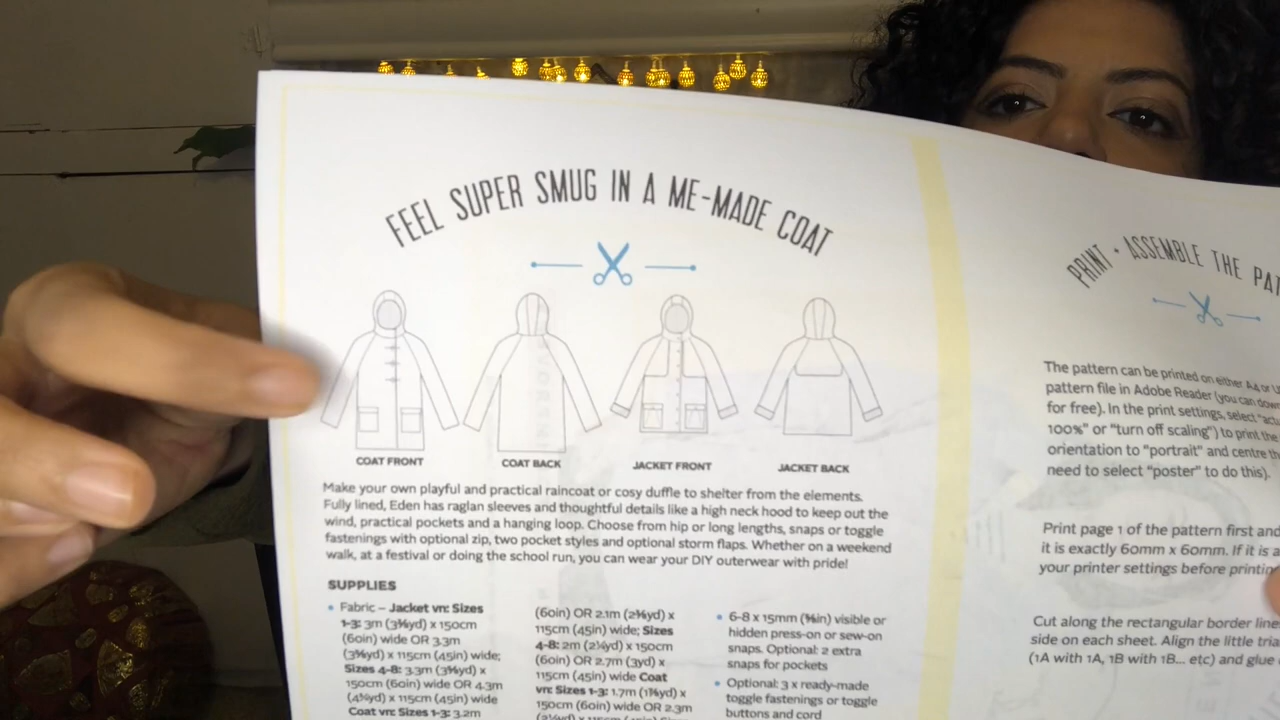 FEEL SUPER SMUG IN A ME-MADE COAT
COAT FRONT
COAT BACK
JACKET FRONT
JACKET BACK
Make your own playful and practical raincoat or cosy duffle to shelter from the elements.
Fully lined, Eden has raglan sleeves and thoughtful details like a high neck hood to keep out the
wind, practical pockets and a hanging loop. Choose from hip or long lengths, snaps or toggle
fastenings with optional zip, two pocket styles and optional storm flaps. Whether on a weekend
walk, at a festival or doing the school run, you can wear your DIY outerwear with pride!
SUPPLIES
• Fabric – Jacket vn: Sizes
1-3: 3m (3⅜yd) x 150cm
(60in) wide OR 3.3m
(3⅝yd) x 115cm (45in) wide;
Sizes 4-8: 3.3m (3⅝yd) x
150cm (60in) wide OR 4.3m
(4¾yd) x 115cm (45in) wide
Coat vn: Sizes 1-3: 3.2m
(60in) OR 2.1m (2⅜yd) x
115cm (45in) wide; Sizes
4-8: 2m (2¼yd) x 150cm
(60in) OR 2.7m (3yd) x
115cm (45in) wide Coat
vn: Sizes 1-3: 1.7m (1⅞yd) x
150cm (60in) wide OR 2.3m
• 6-8 x 15mm (⅝in) visible or
hidden press-on or sew-on
snaps. Optional: 2 extra
snaps for pockets
• Optional: 3 x ready-made
toggle fastenings or toggle
buttons and cord
PRINT + ASSEMBLE THE PAT
The pattern can be printed on either A4 or
pattern file in Adobe Reader (you can dow
for free). In the print settings, select "actu
100%" or "turn off scaling") to print the
orientation to "portrait" and centre th
need to select "poster" to do this).
Print page 1 of the pattern first and
it is exactly 60mm x 60mm. If it is a
your printer settings before printin
Cut along the rectangular border line
side on each sheet. Align the little tria
(1A with 1A, 1B with 1B... etc) and glue